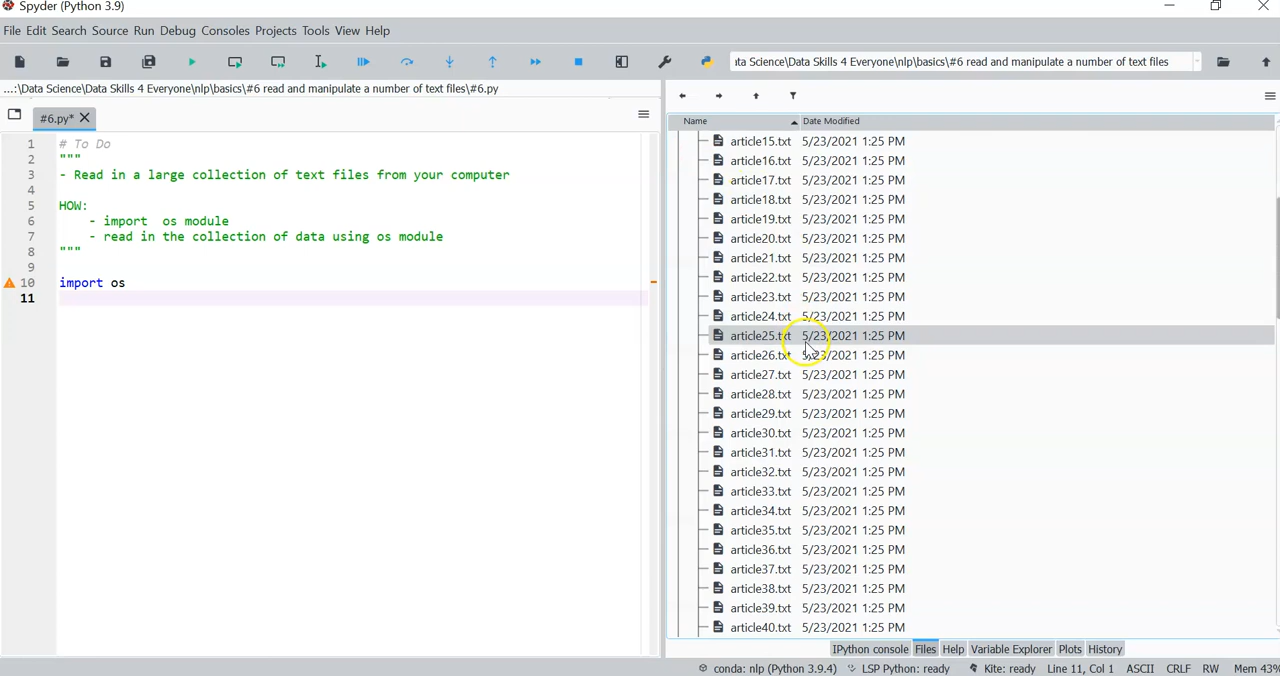 Spyder (Python 3.9)
File Edit Search Source Run Debug Consoles Projects Tools View Help
ıta Science\Data Skills 4 Everyone\nlp\basics\#6 read and manipulate a number of text files
...:\Data Science\Data Skills 4 Everyone\nlp\basics\#6 read and manipulate a number of text files\#6.py
#6.py*
1 # To Do
2 """
3 - Read in a large collection of text files from your computer
4
5 HOW:
6 - import os module
7 - read in the collection of data using os module
8 """
9
10 import os
11
Name Date Modified
article15.txt 5/23/2021 1:25 PM
article16.txt 5/23/2021 1:25 PM
article17.txt 5/23/2021 1:25 PM
article18.txt 5/23/2021 1:25 PM
article19.txt 5/23/2021 1:25 PM
article20.txt 5/23/2021 1:25 PM
article21.txt 5/23/2021 1:25 PM
article22.txt 5/23/2021 1:25 PM
article23.txt 5/23/2021 1:25 PM
article24.txt 5/23/2021 1:25 PM
article25.txt 5/23/2021 1:25 PM
article26.txt 5/23/2021 1:25 PM
article27.txt 5/23/2021 1:25 PM
article28.txt 5/23/2021 1:25 PM
article29.txt 5/23/2021 1:25 PM
article30.txt 5/23/2021 1:25 PM
article31.txt 5/23/2021 1:25 PM
article32.txt 5/23/2021 1:25 PM
article33.txt 5/23/2021 1:25 PM
article34.txt 5/23/2021 1:25 PM
article35.txt 5/23/2021 1:25 PM
article36.txt 5/23/2021 1:25 PM
article37.txt 5/23/2021 1:25 PM
article38.txt 5/23/2021 1:25 PM
article39.txt 5/23/2021 1:25 PM
article40.txt 5/23/2021 1:25 PM
IPython console Files Help Variable Explorer Plots History
conda: nlp (Python 3.9.4) LSP Python: ready Kite: ready Line 11, Col 1 ASCII CRLF RW Mem 43%